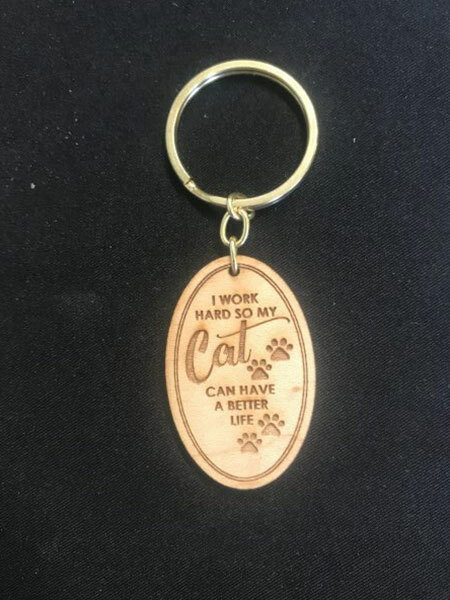 I WORK
HARD SO MY
Cat
CAN HAVE
A BETTER
LIFE